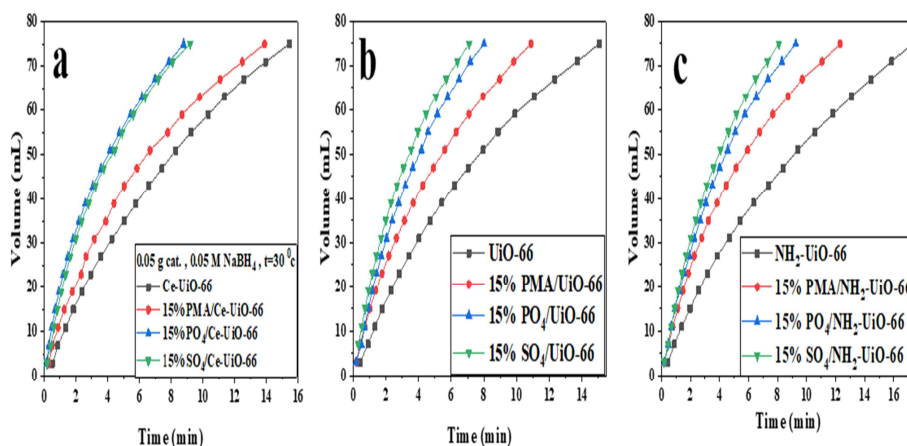 a
Volume (mL)
80
70
60
50
40
30
20
10
0
0.05 g cat. , 0.05 M NaBH₄ , t=30 ⁰c
Ce-UiO-66
15%PMA/Ce-UiO-66
15%PO₄/Ce-UiO-66
15%SO₄/Ce-UiO-66
0 2 4 6 8 10 12 14 16
Time (min)
b
Volume (mL)
80
70
60
50
40
30
20
10
0
UiO-66
15% PMA/UiO-66
15% PO₄/UiO-66
15% SO₄/UiO-66
0 2 4 6 8 10 12 14
Time (min)
c
Volume (mL)
80
70
60
50
40
30
20
10
0
NH₂-UiO-66
15% PMA/NH₂-UiO-66
15% PO₄/NH₂-UiO-66
15% SO₄/NH₂-UiO-66
0 2 4 6 8 10 12 14 16
Time (min)